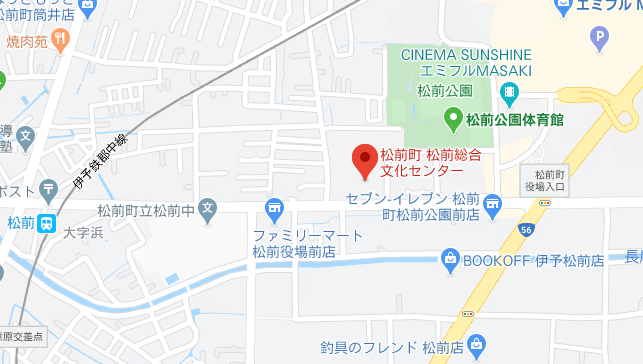 松前町筒井店
エミフル M
焼肉苑
P
CINEMA SUNSHINE
エミフルMASAKI
松前公園
松前公園体育館
塾
伊予鉄郡中線
松前町 松前総合
文化センター
松前町
役場入口
ポスト
松前町立松前中
セブン-イレブン 松前
町松前公園前店
松前
大字浜
ファミリーマート
松前役場前店
56
BOOKOFF 伊予松前店
原交差点
釣具のフレンド 松前店